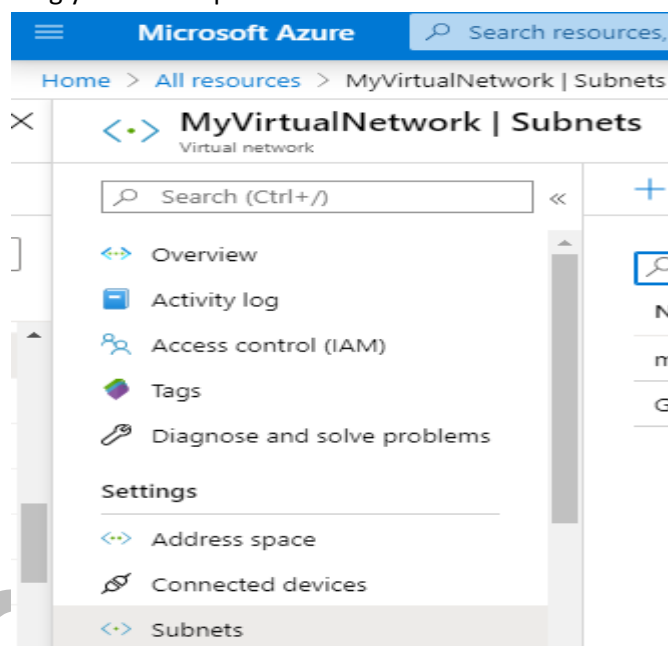 Microsoft Azure
Search resources,
Home > All resources > MyVirtualNetwork | Subnets
MyVirtualNetwork | Subnets
Virtual network
Search (Ctrl+/)
«
+
Overview
Activity log
Access control (IAM)
Tags
Diagnose and solve problems
Settings
Address space
Connected devices
Subnets